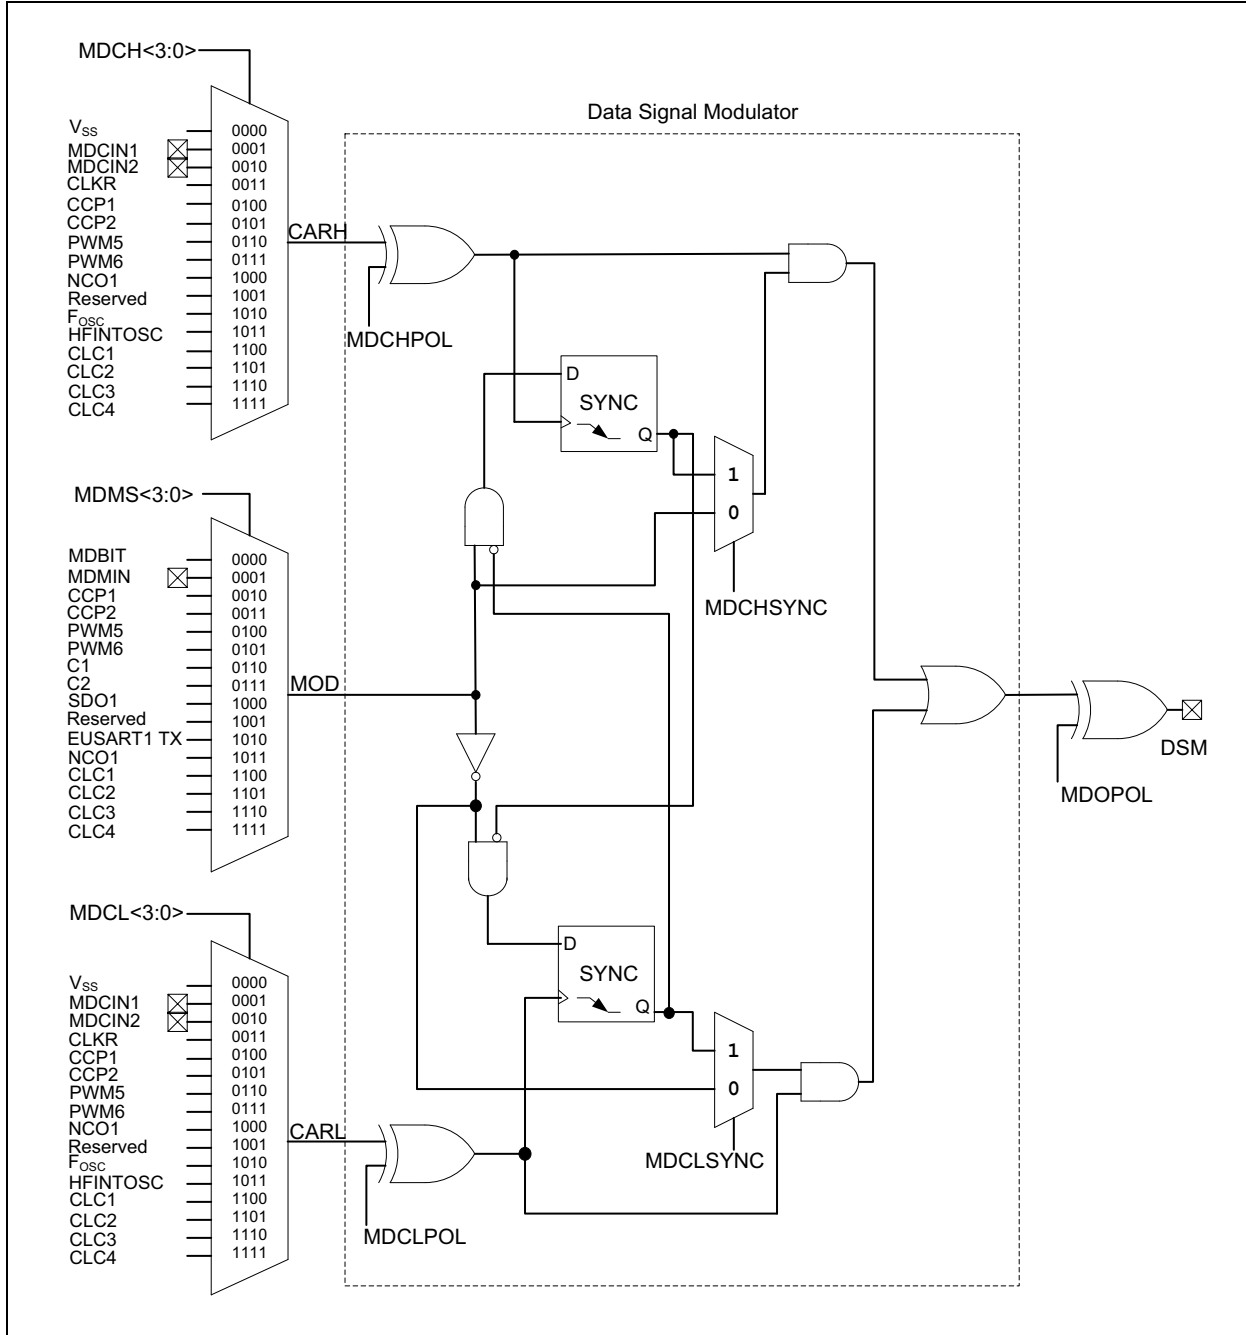 MDCH<3:0>
Data Signal Modulator
VSS 0000
MDCIN1 0001
MDCIN2 0010
CLKR 0011
CCP1 0100
CCP2 0101
PWM5 0110
PWM6 0111
NCO1 1000
Reserved 1001
FOSC 1010
HFINTOSC 1011
CLC1 1100
CLC2 1101
CLC3 1110
CLC4 1111
CARH
MDCHPOL
D
SYNC
Q
1
0
MDCHSYNC
MDMS<3:0>
MDBIT 0000
MDMIN 0001
CCP1 0010
CCP2 0011
PWM5 0100
PWM6 0101
C1 0110
C2 0111
SDO1 1000
Reserved 1001
EUSART1 TX 1010
NCO1 1011
CLC1 1100
CLC2 1101
CLC3 1110
CLC4 1111
MOD
DSM
MDOPOL
MDCL<3:0>
VSS 0000
MDCIN1 0001
MDCIN2 0010
CLKR 0011
CCP1 0100
CCP2 0101
PWM5 0110
PWM6 0111
NCO1 1000
Reserved 1001
FOSC 1010
HFINTOSC 1011
CLC1 1100
CLC2 1101
CLC3 1110
CLC4 1111
CARL
MDCLPOL
D
SYNC
Q
1
0
MDCLSYNC